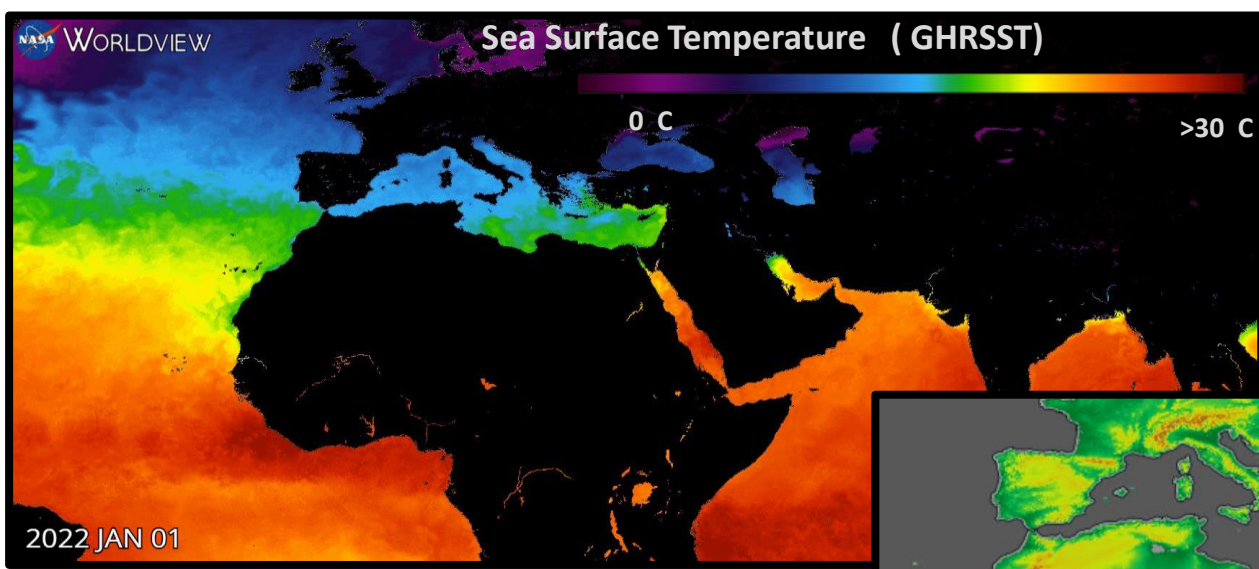 NASA WORLDVIEW
Sea Surface Temperature ( GHRSST)
0 C
>30 C
2022 JAN 01